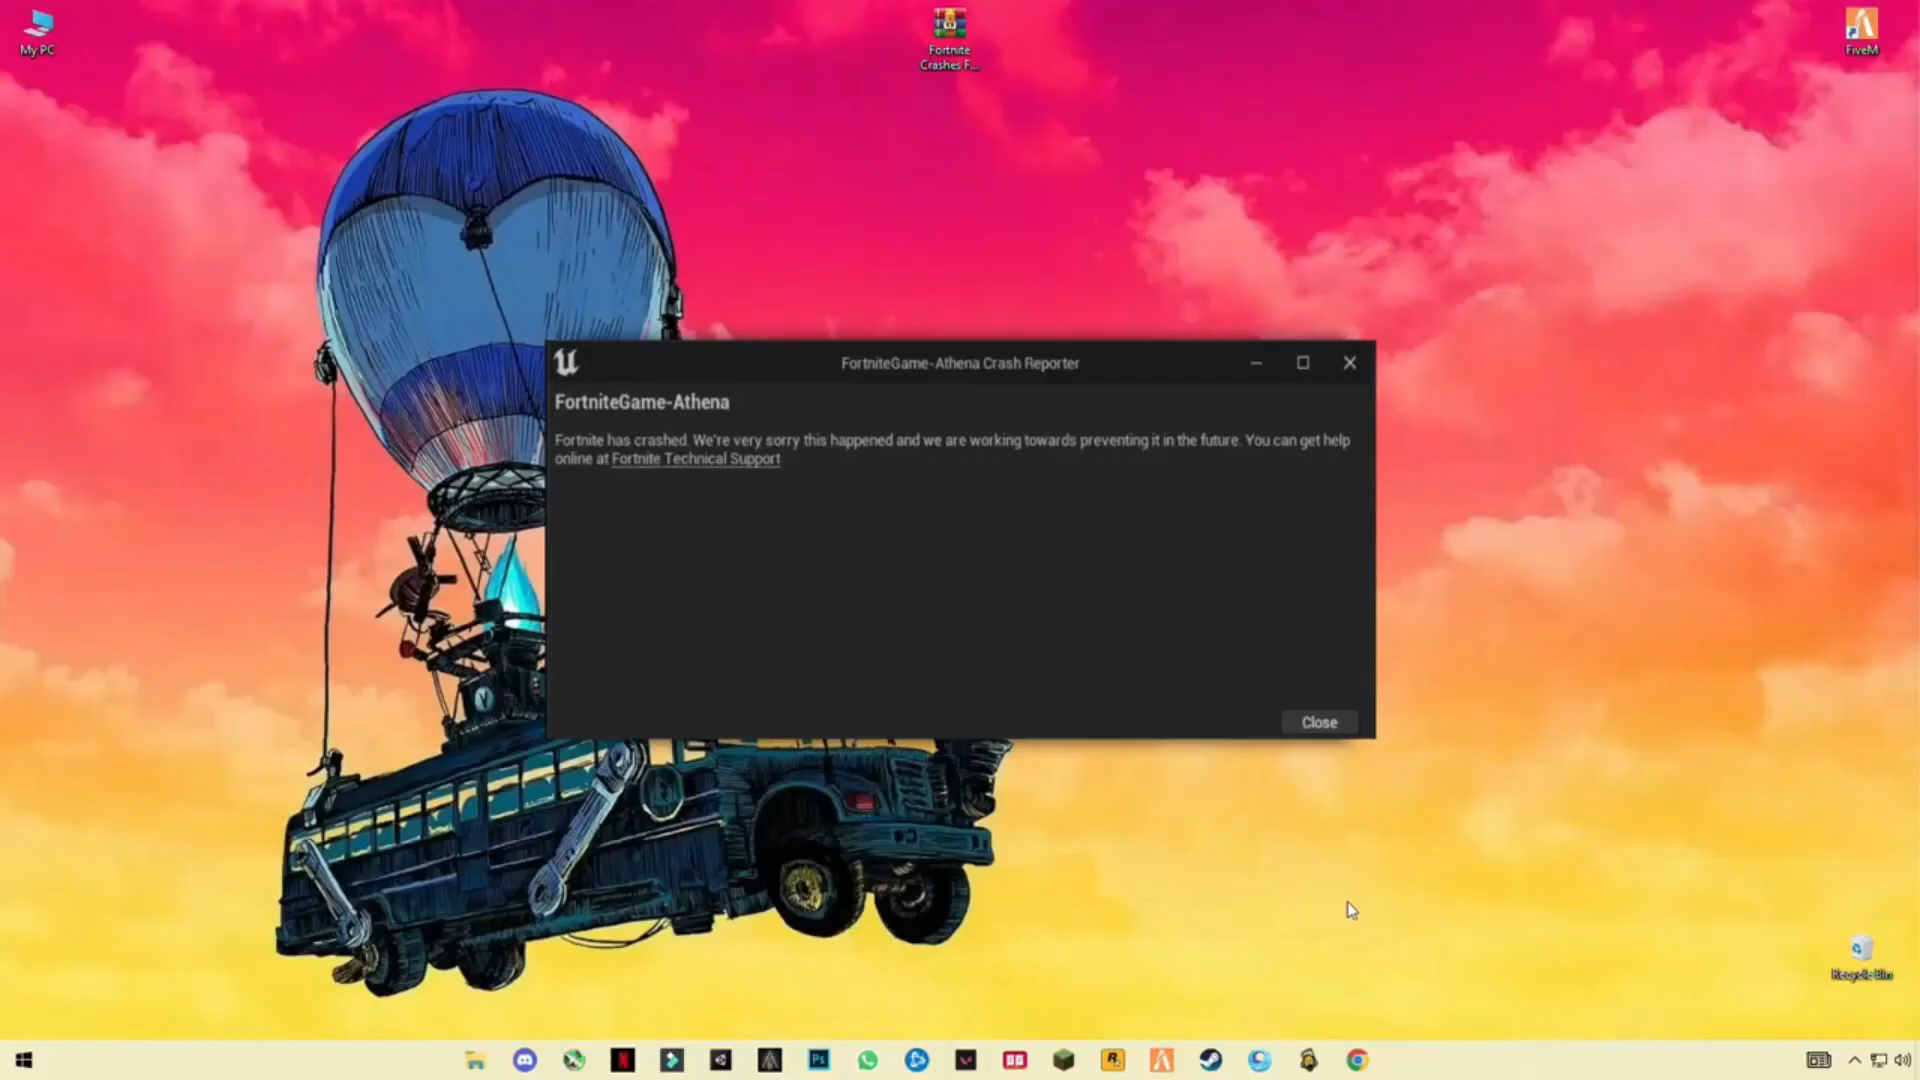 My PC
Fortnite
Crashes F...
FiveM
FortniteGame-Athena Crash Reporter
FortniteGame-Athena
Fortnite has crashed. We're very sorry this happened and we are working towards preventing it in the future. You can get help
online at Fortnite Technical Support
Close
Recycle Bin